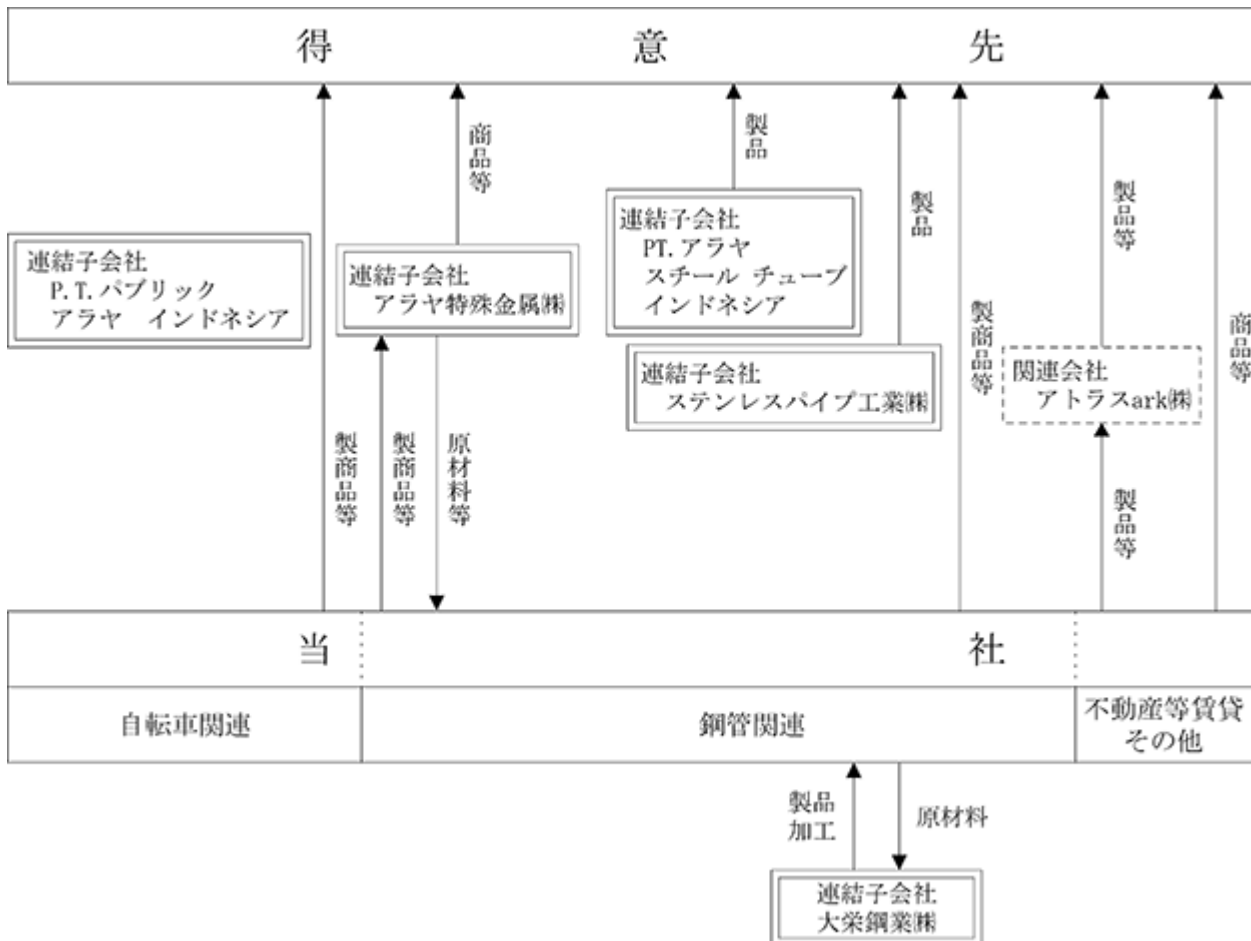 得意先
商品等
製品
製品
製商品等
製品等
商品等
連結子会社
P.T.パブリック
アラヤ　インドネシア
連結子会社
アラヤ特殊金属㈱
連結子会社
PT.アラヤ
スチール チューブ
インドネシア
連結子会社
ステンレスパイプ工業㈱
関連会社
アトラスark㈱
製商品等
製商品等
原材料等
製品等
当社
自転車関連
鋼管関連
不動産等賃貸
その他
製品
加工
原材料
連結子会社
大栄鋼業㈱